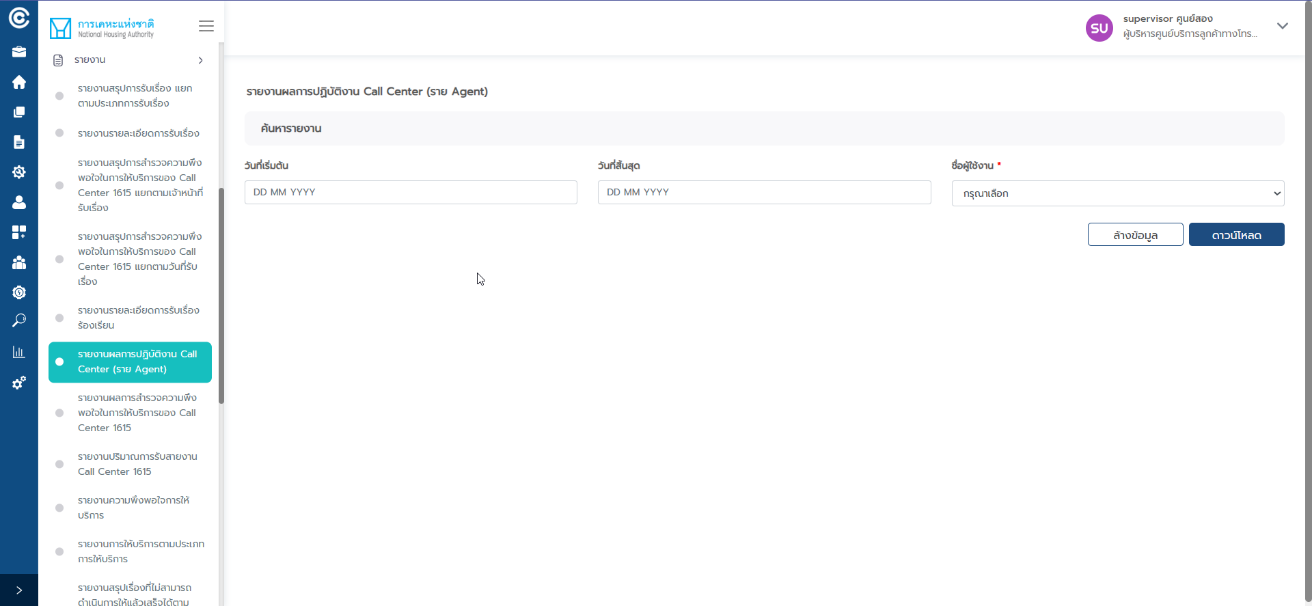 การเคหะแห่งชาติ
National Housing Authority
SU
supervisor ศูนย์สอง
ผู้บริหารศูนย์บริการลูกค้าทางโทร...
รายงาน
รายงานสรุปการรับเรื่อง แยก
ตามประเภทการรับเรื่อง
รายงานรายละเอียดการรับเรื่อง
รายงานสรุปการสำรวจความพึง
พอใจในการให้บริการของ Call
Center 1615 แยกตามเจ้าหน้าที่
รับเรื่อง
รายงานสรุปการสำรวจความพึง
พอใจในการให้บริการของ Call
Center 1615 แยกตามวันที่รับ
เรื่อง
รายงานรายละเอียดการรับเรื่อง
ร้องเรียน
รายงานผลการปฏิบัติงาน Call
Center (ราย Agent)
รายงานผลการสำรวจความพึง
พอใจในการให้บริการของ Call
Center 1615
รายงานปริมาณการรับสายงาน
Call Center 1615
รายงานความพึงพอใจการให้
บริการ
รายงานการให้บริการตามประเภท
การให้บริการ
รายงานสรุปเรื่องที่ไม่สามารถ
ดำเนินการให้แล้วเสร็จได้ตาม
รายงานผลการปฏิบัติงาน Call Center (ราย Agent)
ค้นหารายงาน
วันที่เริ่มต้น
วันที่สิ้นสุด
ชื่อผู้ใช้งาน *
DD MM YYYY
DD MM YYYY
กรุณาเลือก
ล้างข้อมูล
ดาวน์โหลด